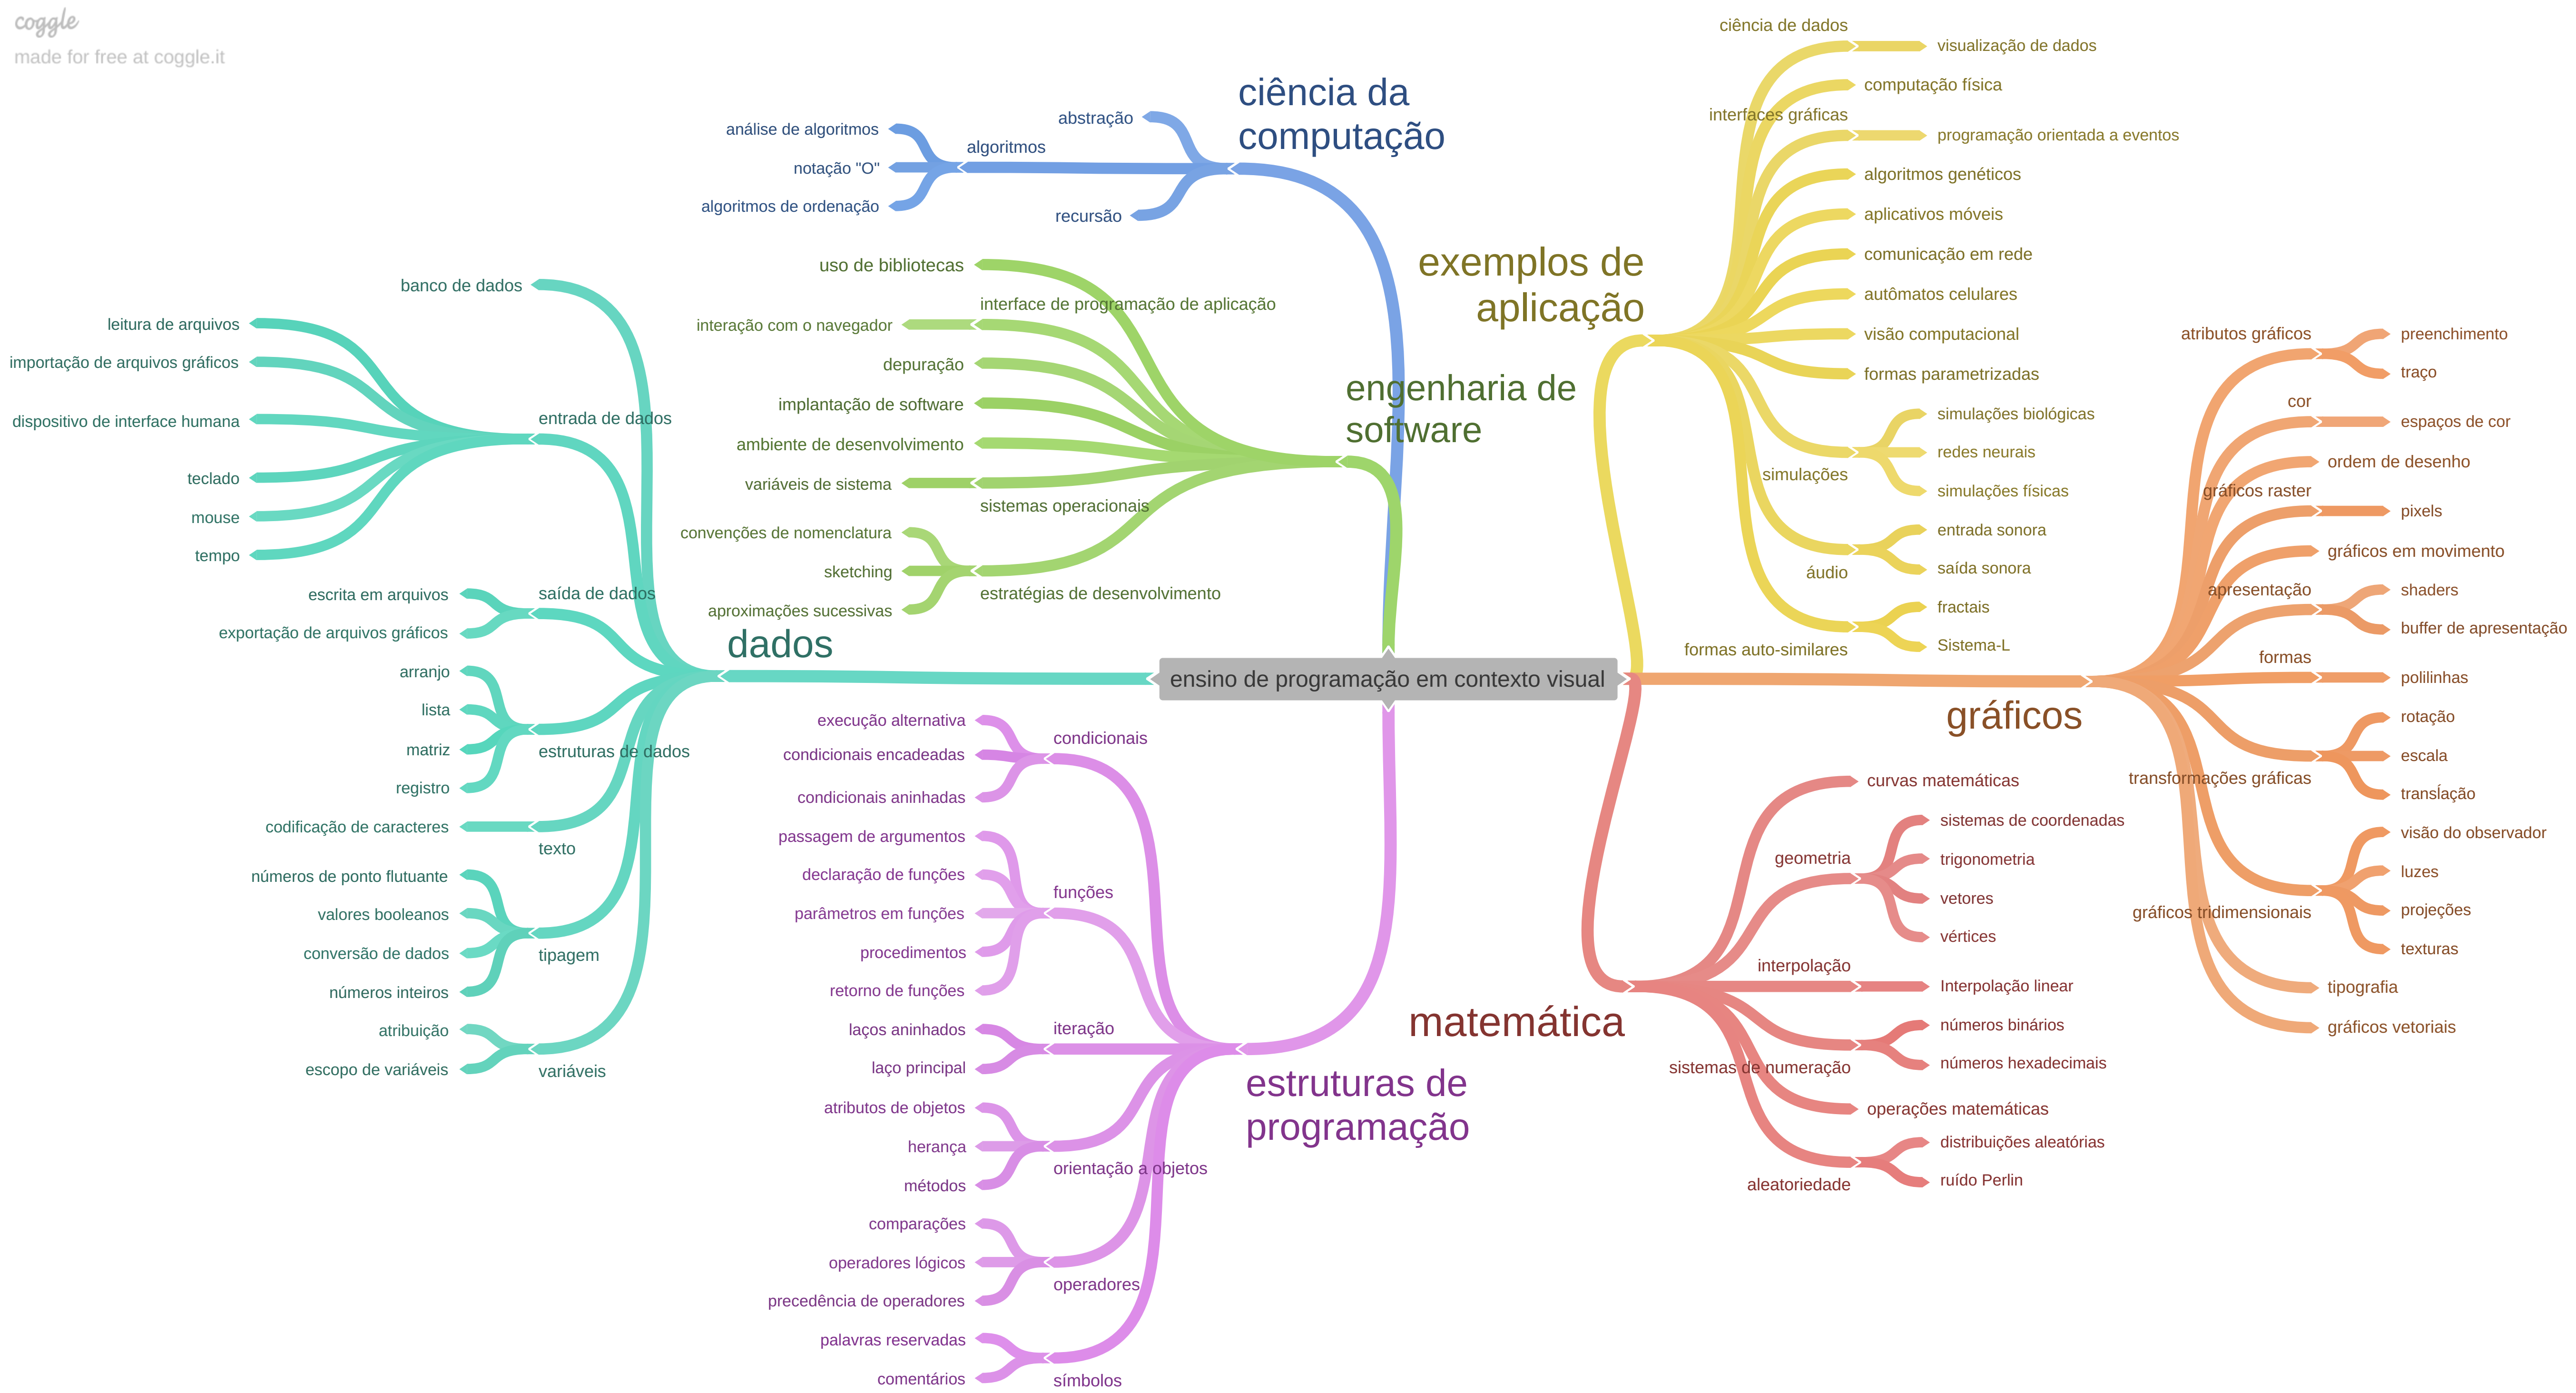 coggle
made for free at coggle.it
ensino de programação em contexto visual
ciência da
computação
abstração
algoritmos
análise de algoritmos
notação "O"
algoritmos de ordenação
recursão
engenharia de
software
uso de bibliotecas
interface de programação de aplicação
interação com o navegador
depuração
implantação de software
ambiente de desenvolvimento
variáveis de sistema
sistemas operacionais
convenções de nomenclatura
sketching
aproximações sucessivas
estratégias de desenvolvimento
dados
banco de dados
entrada de dados
leitura de arquivos
importação de arquivos gráficos
dispositivo de interface humana
teclado
mouse
tempo
saída de dados
escrita em arquivos
exportação de arquivos gráficos
arranjo
lista
matriz
registro
estruturas de dados
codificação de caracteres
texto
números de ponto flutuante
valores booleanos
conversão de dados
números inteiros
tipagem
atribuição
escopo de variáveis
variáveis
estruturas de
programação
condicionais
execução alternativa
condicionais encadeadas
condicionais aninhadas
funções
passagem de argumentos
declaração de funções
parâmetros em funções
procedimentos
retorno de funções
iteração
laços aninhados
laço principal
atributos de objetos
herança
métodos
orientação a objetos
comparações
operadores lógicos
precedência de operadores
operadores
palavras reservadas
comentários
símbolos
exemplos de
aplicação
ciência de dados
visualização de dados
computação física
interfaces gráficas
programação orientada a eventos
algoritmos genéticos
aplicativos móveis
comunicação em rede
autômatos celulares
visão computacional
formas parametrizadas
simulações biológicas
redes neurais
simulações físicas
simulações
entrada sonora
saída sonora
áudio
fractais
Sistema-L
formas auto-similares
gráficos
atributos gráficos
preenchimento
traço
cor
espaços de cor
ordem de desenho
gráficos raster
pixels
gráficos em movimento
apresentação
shaders
buffer de apresentação
formas
polilinhas
rotação
escala
translação
transformações gráficas
visão do observador
luzes
projeções
texturas
gráficos tridimensionais
tipografia
gráficos vetoriais
matemática
curvas matemáticas
geometria
sistemas de coordenadas
trigonometria
vetores
vértices
interpolação
Interpolação linear
números binários
números hexadecimais
sistemas de numeração
operações matemáticas
distribuições aleatórias
ruído Perlin
aleatoriedade